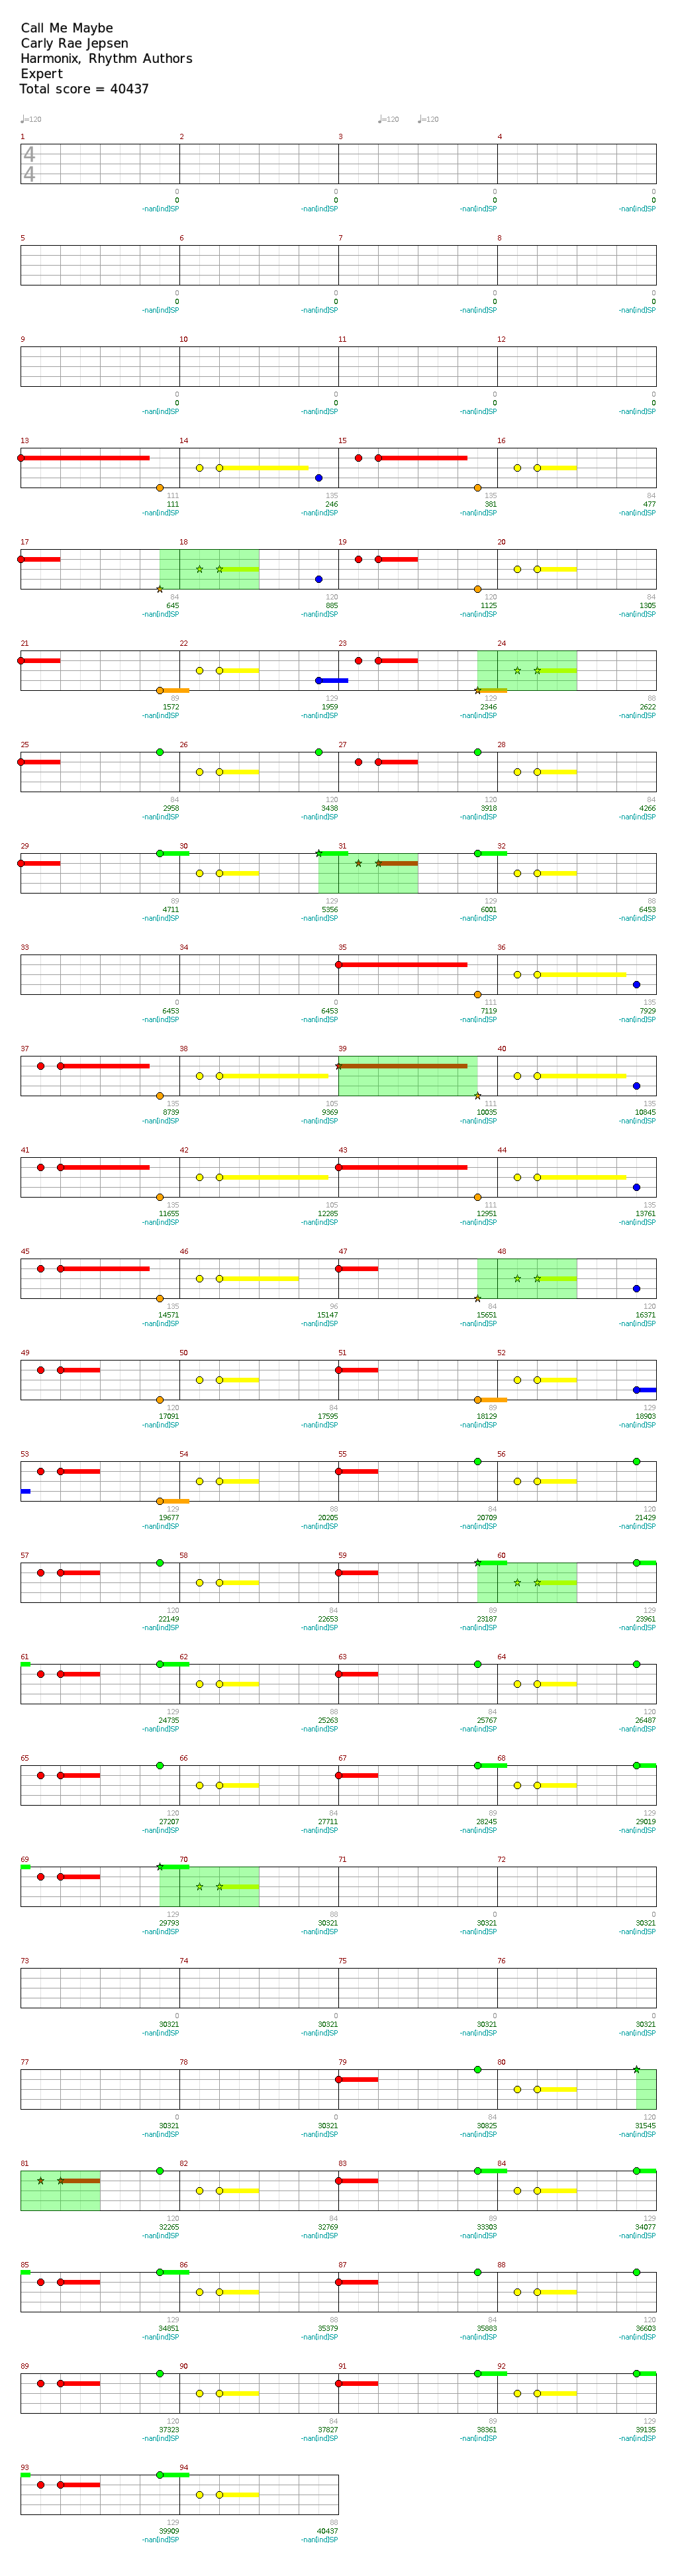 Call Me Maybe
Carly Rae Jepsen
Harmonix, Rhythm Authors
Expert
Total score = 40437
♩=120 ♩=120 ♩=120
1 2 3 4
4
4
0 0 0 0
0 0 0 0
-nan[ind]SP -nan[ind]SP -nan[ind]SP -nan[ind]SP
5 6 7 8
0 0 0 0
0 0 0 0
-nan[ind]SP -nan[ind]SP -nan[ind]SP -nan[ind]SP
9 10 11 12
0 0 0 0
0 0 0 0
-nan[ind]SP -nan[ind]SP -nan[ind]SP -nan[ind]SP
13 14 15 16
111 135 135 84
111 246 381 477
-nan[ind]SP -nan[ind]SP -nan[ind]SP -nan[ind]SP
17 18 19 20
84 120 120 84
645 885 1125 1305
-nan[ind]SP -nan[ind]SP -nan[ind]SP -nan[ind]SP
21 22 23 24
89 129 129 88
1572 1959 2346 2622
-nan[ind]SP -nan[ind]SP -nan[ind]SP -nan[ind]SP
25 26 27 28
84 120 120 84
2958 3438 3918 4266
-nan[ind]SP -nan[ind]SP -nan[ind]SP -nan[ind]SP
29 30 31 32
89 129 129 88
4711 5356 6001 6453
-nan[ind]SP -nan[ind]SP -nan[ind]SP -nan[ind]SP
33 34 35 36
0 0 111 135
6453 6453 7119 7929
-nan[ind]SP -nan[ind]SP -nan[ind]SP -nan[ind]SP
37 38 39 40
135 105 111 135
8739 9369 10035 10845
-nan[ind]SP -nan[ind]SP -nan[ind]SP -nan[ind]SP
41 42 43 44
135 105 111 135
11655 12285 12951 13761
-nan[ind]SP -nan[ind]SP -nan[ind]SP -nan[ind]SP
45 46 47 48
135 96 84 120
14571 15147 15651 16371
-nan[ind]SP -nan[ind]SP -nan[ind]SP -nan[ind]SP
49 50 51 52
120 84 89 129
17091 17595 18129 18903
-nan[ind]SP -nan[ind]SP -nan[ind]SP -nan[ind]SP
53 54 55 56
129 88 84 120
19677 20205 20709 21429
-nan[ind]SP -nan[ind]SP -nan[ind]SP -nan[ind]SP
57 58 59 60
120 84 89 129
22149 22653 23187 23961
-nan[ind]SP -nan[ind]SP -nan[ind]SP -nan[ind]SP
61 62 63 64
129 88 84 120
24735 25263 25767 26487
-nan[ind]SP -nan[ind]SP -nan[ind]SP -nan[ind]SP
65 66 67 68
120 84 89 129
27207 27711 28245 29019
-nan[ind]SP -nan[ind]SP -nan[ind]SP -nan[ind]SP
69 70 71 72
129 88 0 0
29793 30321 30321 30321
-nan[ind]SP -nan[ind]SP -nan[ind]SP -nan[ind]SP
73 74 75 76
0 0 0 0
30321 30321 30321 30321
-nan[ind]SP -nan[ind]SP -nan[ind]SP -nan[ind]SP
77 78 79 80
0 0 84 120
30321 30321 30825 31545
-nan[ind]SP -nan[ind]SP -nan[ind]SP -nan[ind]SP
81 82 83 84
120 84 89 129
32265 32769 33303 34077
-nan[ind]SP -nan[ind]SP -nan[ind]SP -nan[ind]SP
85 86 87 88
129 88 84 120
34851 35379 35883 36603
-nan[ind]SP -nan[ind]SP -nan[ind]SP -nan[ind]SP
89 90 91 92
120 84 89 129
37323 37827 38361 39135
-nan[ind]SP -nan[ind]SP -nan[ind]SP -nan[ind]SP
93 94
129 88
39909 40437
-nan[ind]SP -nan[ind]SP